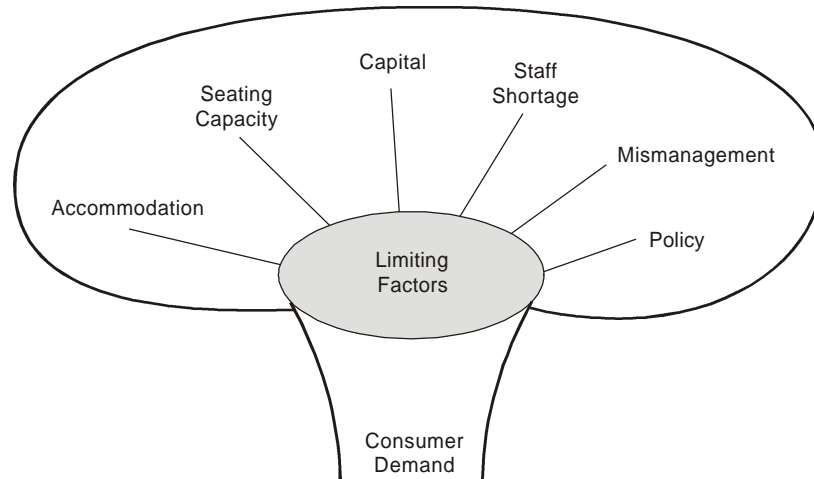 Capital
Staff
Shortage
Seating
Capacity
Mismanagement
Accommodation
Policy
Limiting
Factors
Consumer
Demand